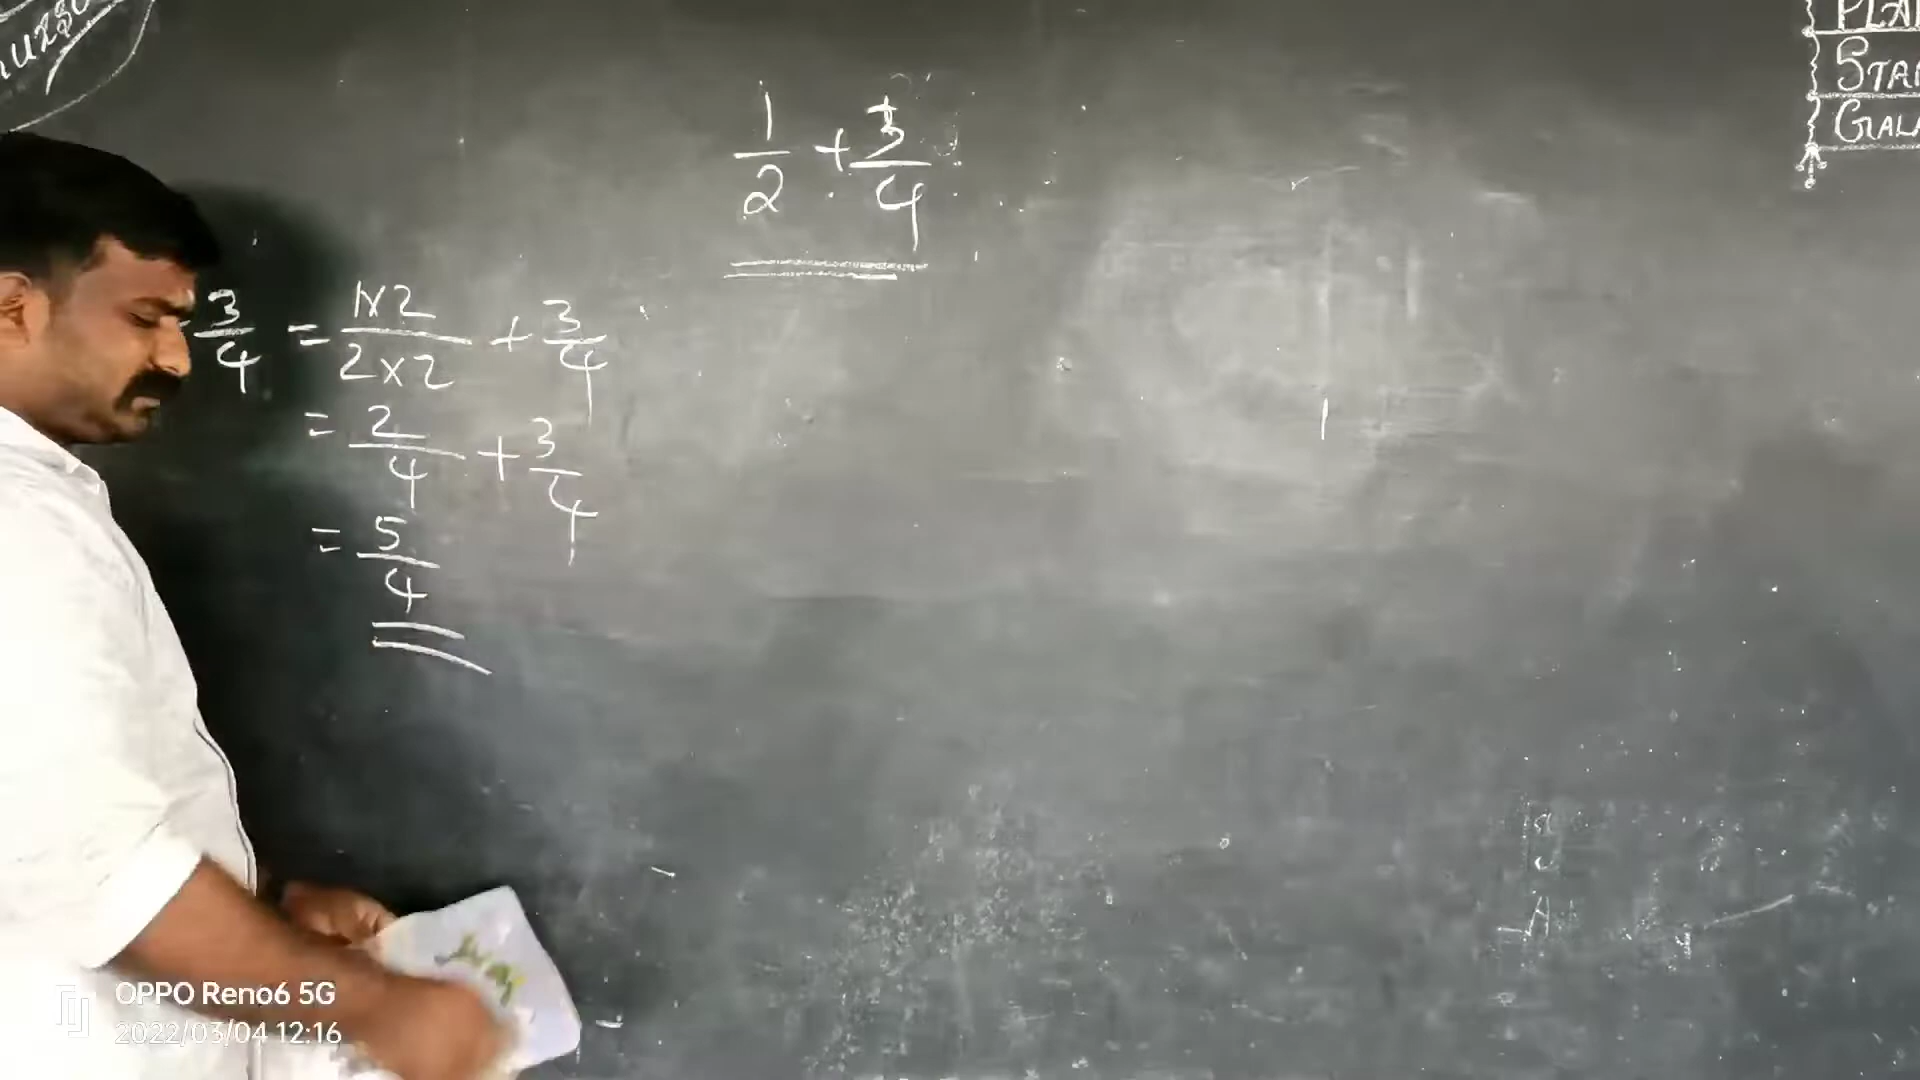 1/2 + 3/4
3/4 = 1×2/2×2 + 3/4
= 2/4 + 3/4
= 5/4
OPPO Reno6 5G
2022/03/04 12:16